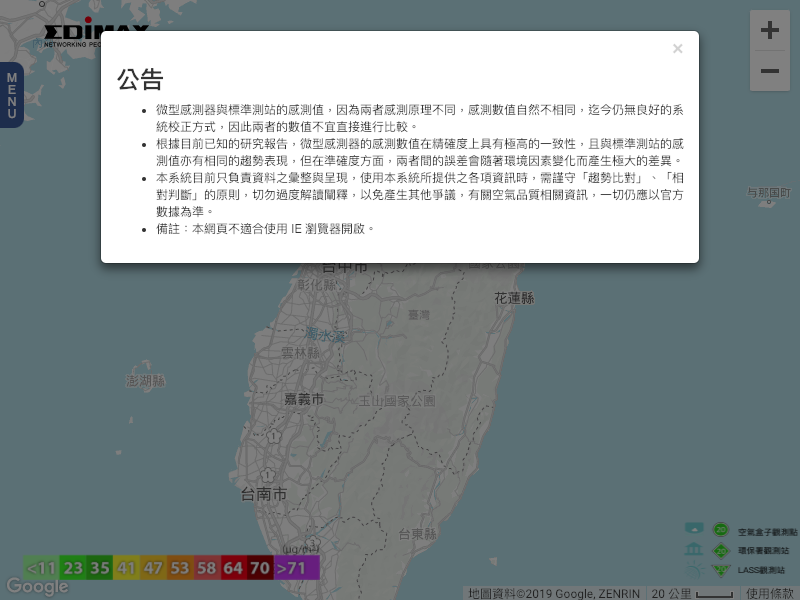 EDIMAX
NETWORKING PEO
MENU
×
公告
微型感測器與標準測站的感測值，因為兩者感測原理不同，感測數值自然不相同，迄今仍無良好的系
統校正方式，因此兩者的數值不宜直接進行比較。
根據目前已知的研究報告，微型感測器的感測數值在精確度上具有極高的一致性，且與標準測站的感
測值亦有相同的趨勢表現，但在準確度方面，兩者間的誤差會隨著環境因素變化而產生極大的差異。
本系統目前只負責資料之彙整與呈現，使用本系統所提供之各項資訊時，需謹守「趨勢比對」、「相
對判斷」的原則，切勿過度解讀闡釋，以免產生其他爭議，有關空氣品質相關資訊，一切仍應以官方
數據為準。
備註：本網頁不適合使用 IE 瀏覽器開啟。
+
−
与那国町
台中市
國家公園
彰化縣
花蓮縣
臺灣
濁水溪
雲林縣
澎湖縣
嘉義市
玉山國家公園
1
1
台南市
台東縣
3
(μg/m³)
<11 23 35 41 47 53 58 64 70 >71
空氣盒子觀測點
環保署觀測站
LASS觀測站
Google
地圖資料©2019 Google, ZENRIN
20 公里
使用條款